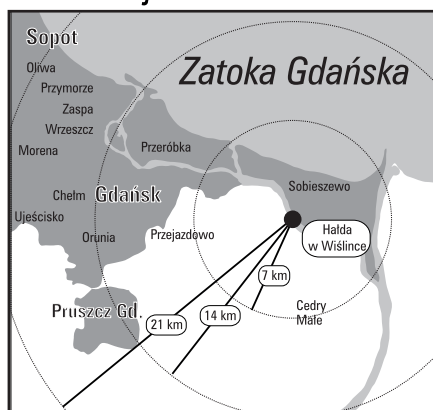 Sopot
Oliwa
Zatoka Gdańska
Przymorze
Zaspa
Wrzeszcz
Morena
Przeróbka
Sobieszewo
Chełm
Gdańsk
Ujeścisko
Orunia
Przejazdowo
Hałda
w Wiślince
7 km
Cedry
Małe
Pruszcz Gd.
14 km
21 km